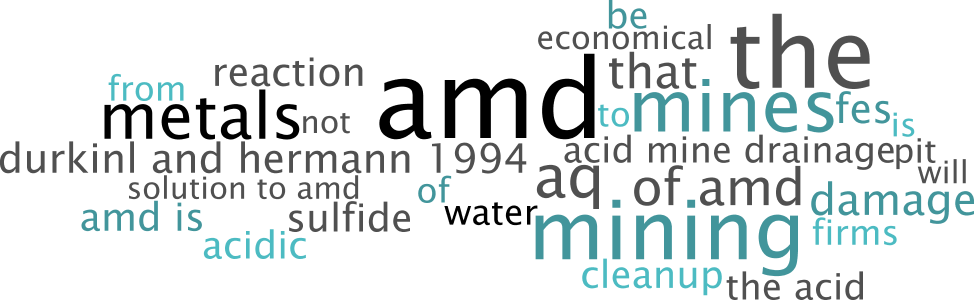 be
economical
the
from
reaction
amd
that
metals
not
to
mines
fes
is
durkinl and hermann 1994
acid mine drainage
pit
will
solution to amd
of
aq
of amd
damage
amd is
sulfide
water
mining
firms
acidic
cleanup
the acid